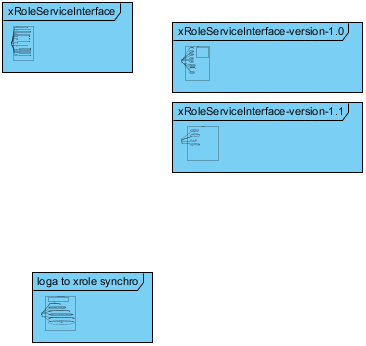 xRoleServiceInterface
xRoleServiceInterface-version-1.0
xRoleServiceInterface-version-1.1
loga to xrole synchro